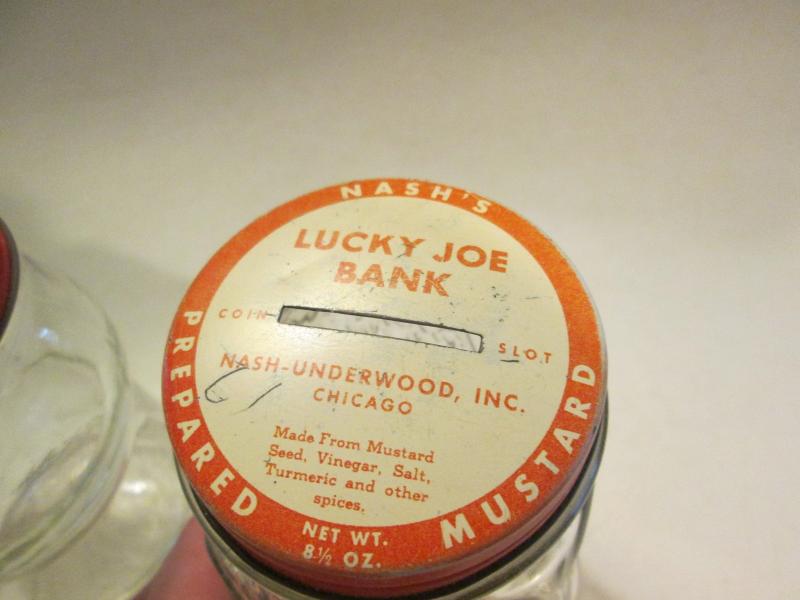 NASH'S
LUCKY JOE
BANK
COIN SLOT
NASH-UNDERWOOD, INC.
CHICAGO
Made From Mustard
Seed, Vinegar, Salt,
Turmeric and other
spices.
PREPARED MUSTARD
NET WT.
8½ OZ.